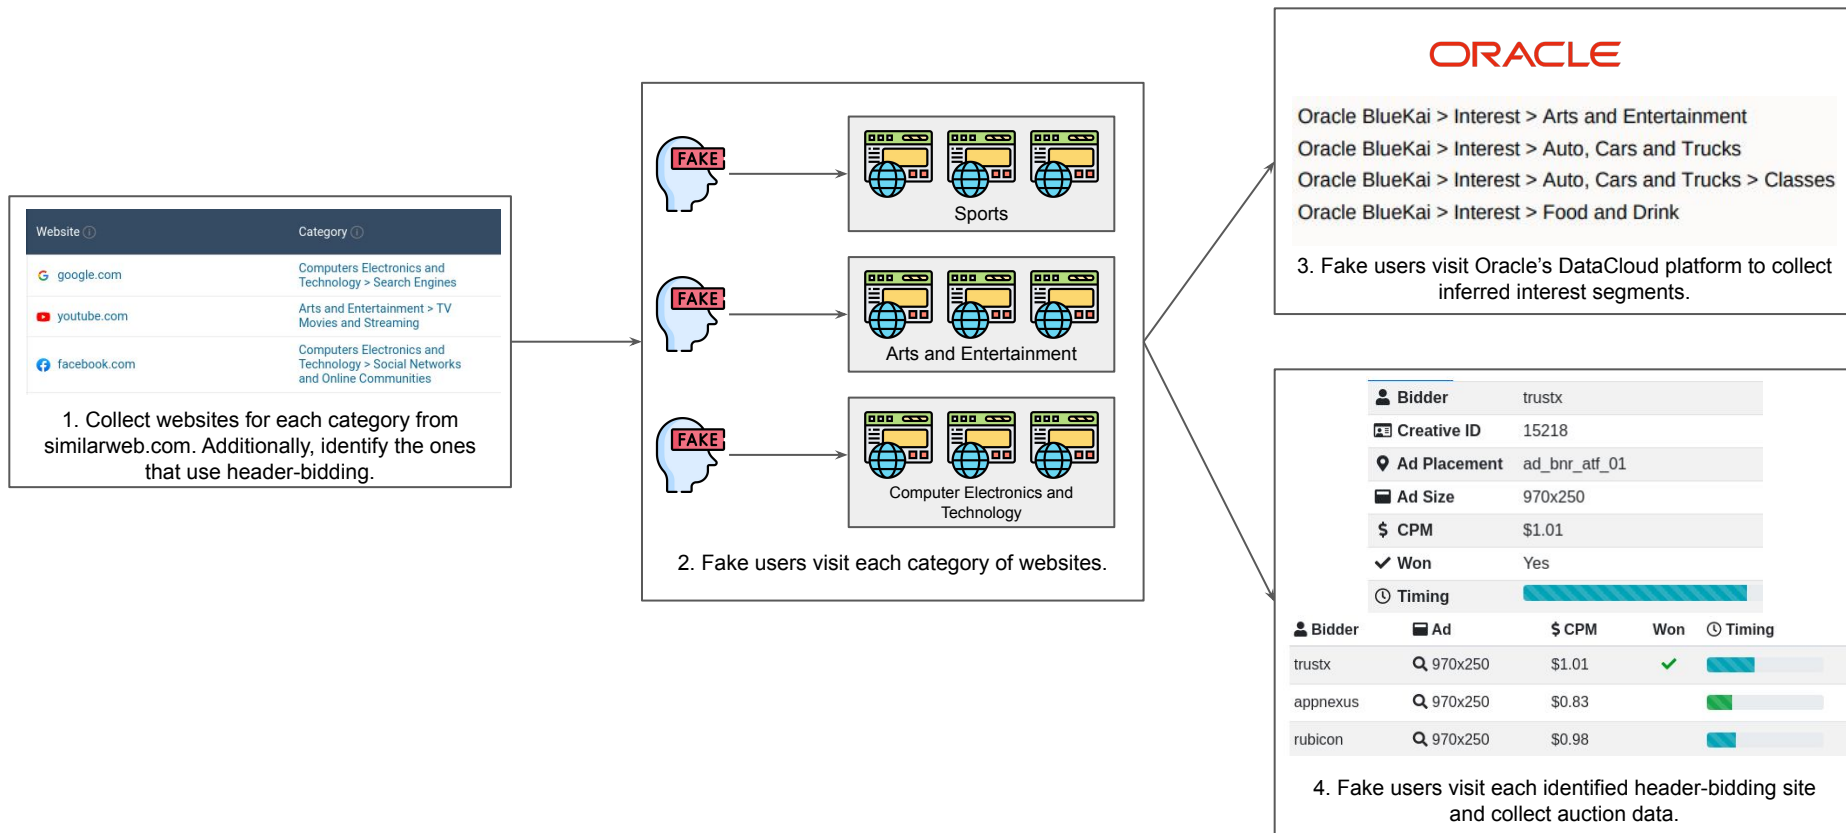 Website
Category
google.com
Computers Electronics and
Technology > Search Engines
youtube.com
Arts and Entertainment > TV
Movies and Streaming
facebook.com
Computers Electronics and
Technology > Social Networks
and Online Communities
1. Collect websites for each category from
similarweb.com. Additionally, identify the ones
that use header-bidding.
FAKE
Sports
FAKE
Arts and Entertainment
FAKE
Computer Electronics and
Technology
2. Fake users visit each category of websites.
ORACLE
Oracle BlueKai > Interest > Arts and Entertainment
Oracle BlueKai > Interest > Auto, Cars and Trucks
Oracle BlueKai > Interest > Auto, Cars and Trucks > Classes
Oracle BlueKai > Interest > Food and Drink
3. Fake users visit Oracle's DataCloud platform to collect
inferred interest segments.
Bidder trustx
Creative ID 15218
Ad Placement ad_bnr_atf_01
Ad Size 970x250
$ CPM $1.01
Won Yes
Timing
Bidder Ad $ CPM Won Timing
trustx 970x250 $1.01
appnexus 970x250 $0.83
rubicon 970x250 $0.98
4. Fake users visit each identified header-bidding site
and collect auction data.